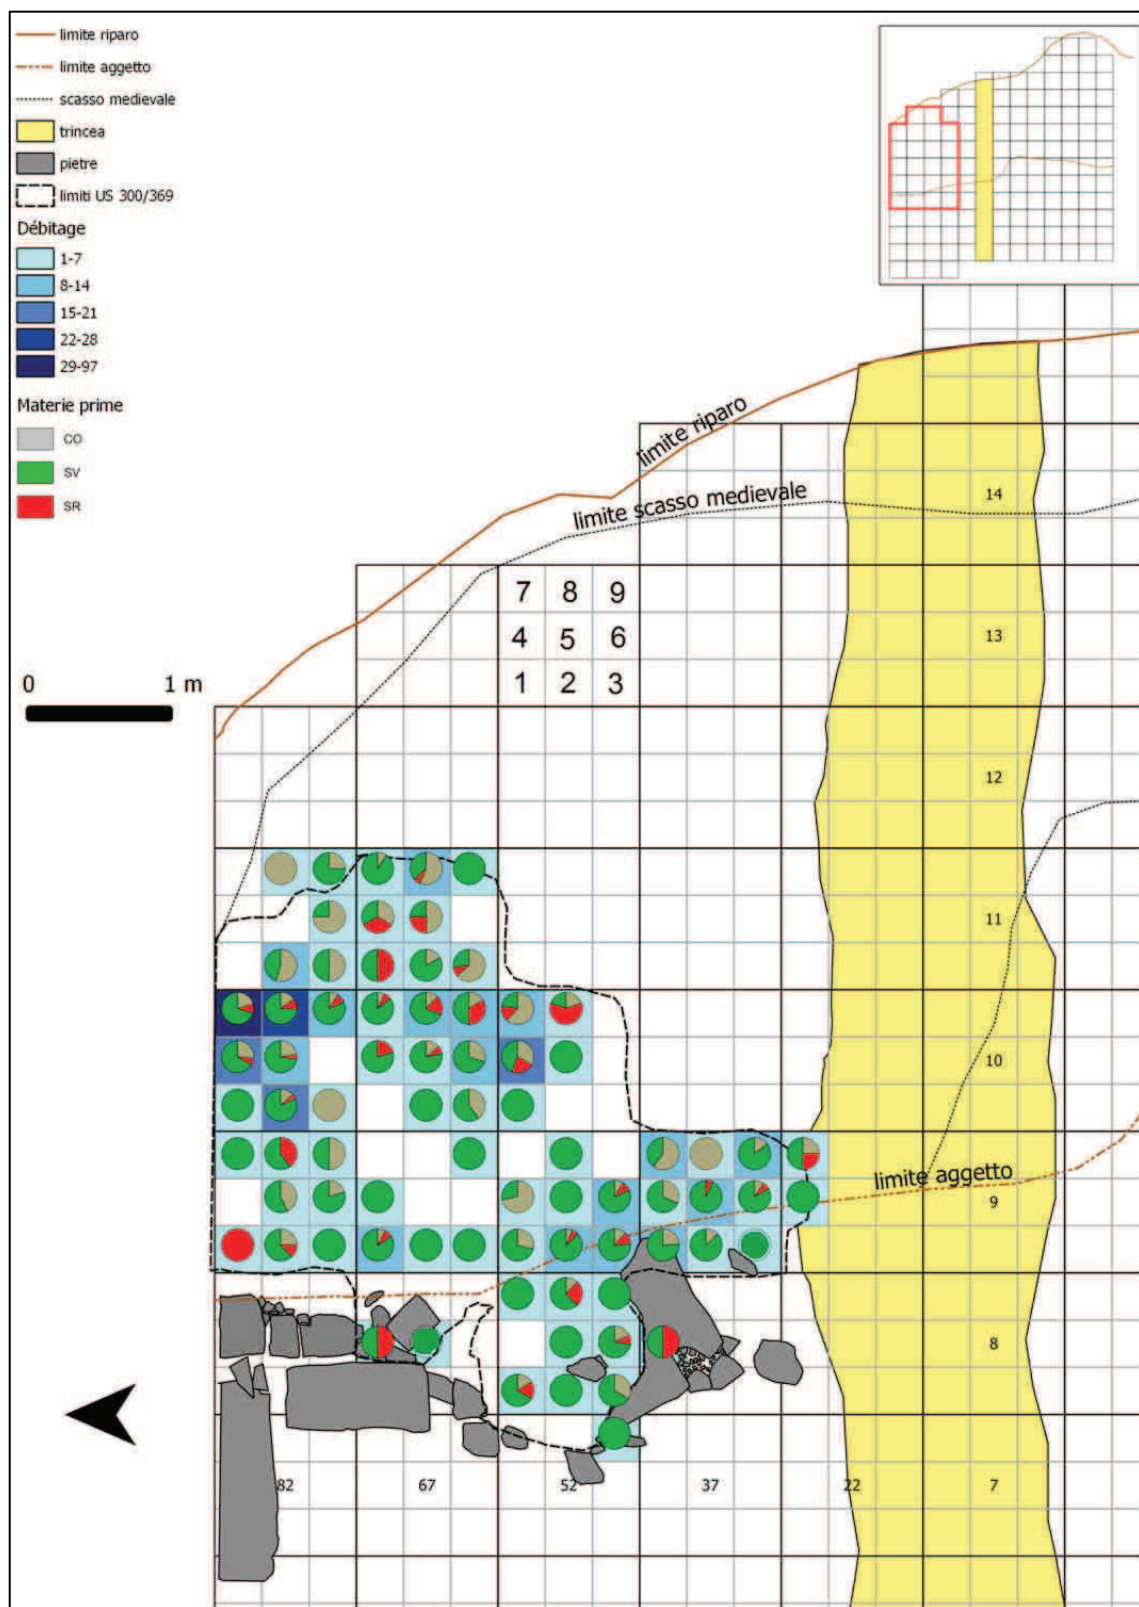 limite riparo
limite aggetto
scasso medievale
trincea
pietre
limiti US 300/369
Débitage
1-7
8-14
15-21
22-28
29-97
Materie prime
CO
SV
SR
limite riparo
limite scasso medievale
14
7 8 9
4 5 6
1 2 3
13
0 1 m
12
11
10
limite aggetto
9
8
82 67 52 37 22 7